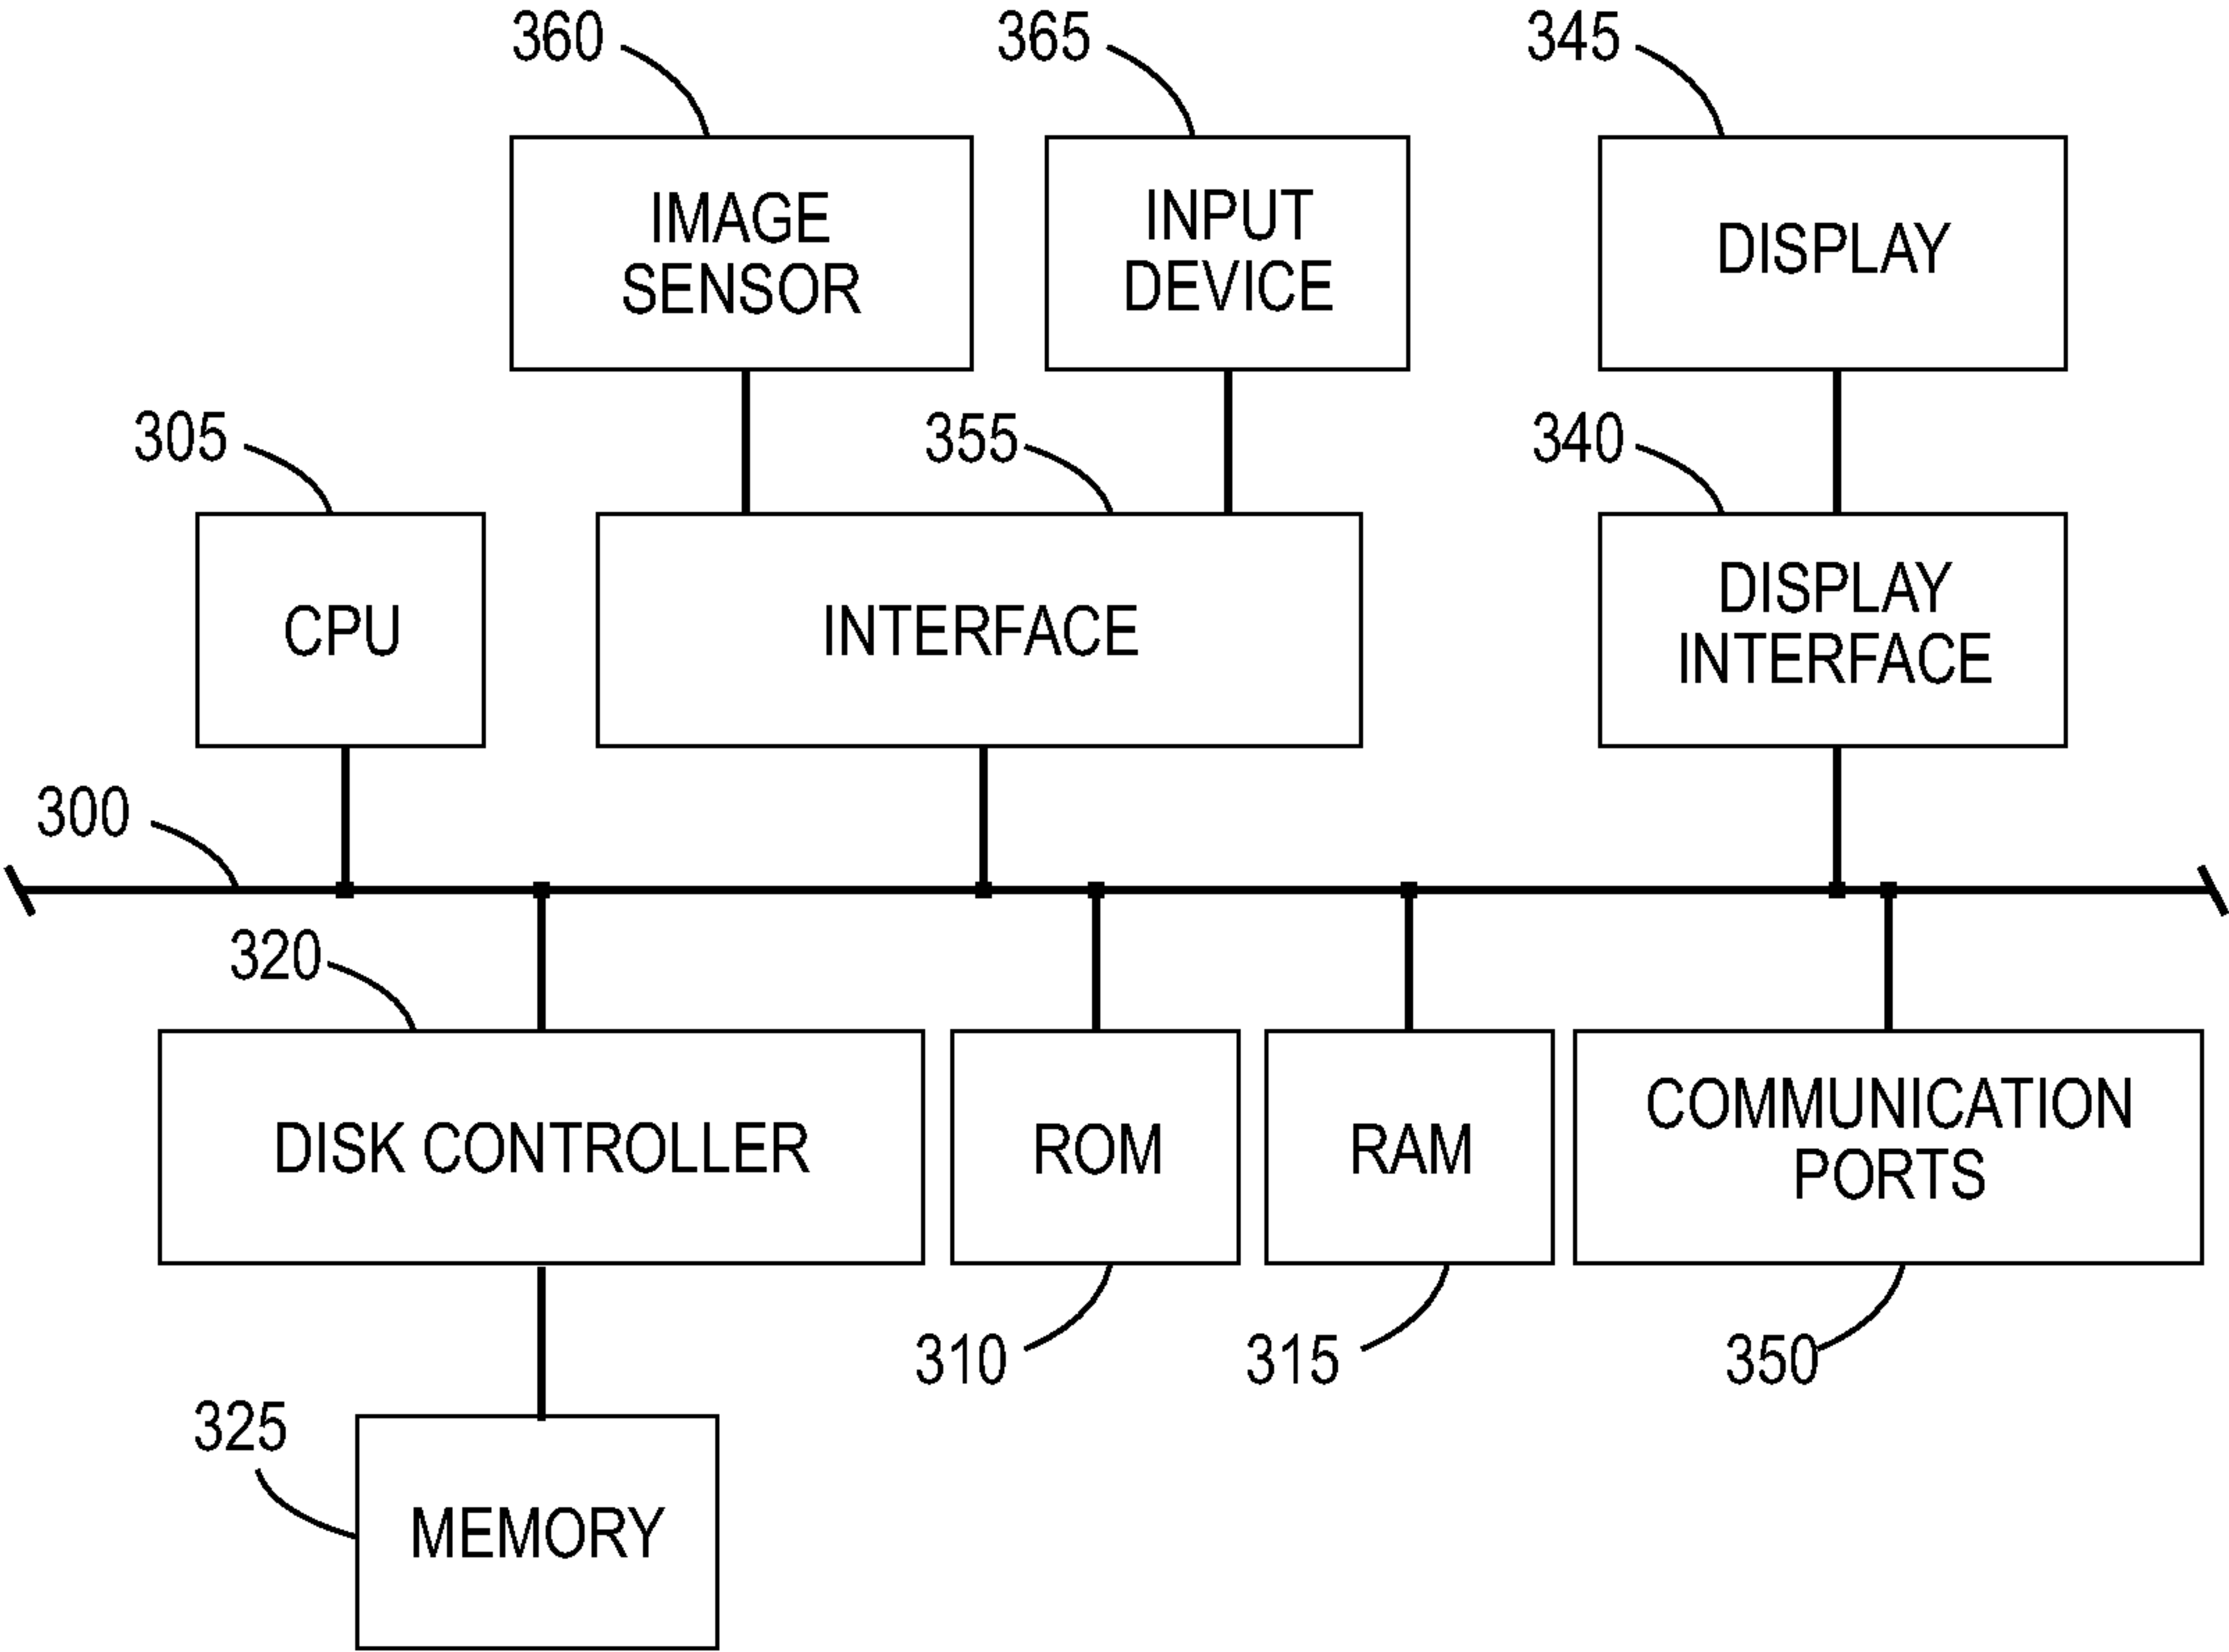 360
365
345
IMAGE
SENSOR
INPUT
DEVICE
DISPLAY
305
355
340
CPU
INTERFACE
DISPLAY
INTERFACE
300
320
DISK CONTROLLER
ROM
RAM
COMMUNICATION
PORTS
310
315
350
325
MEMORY